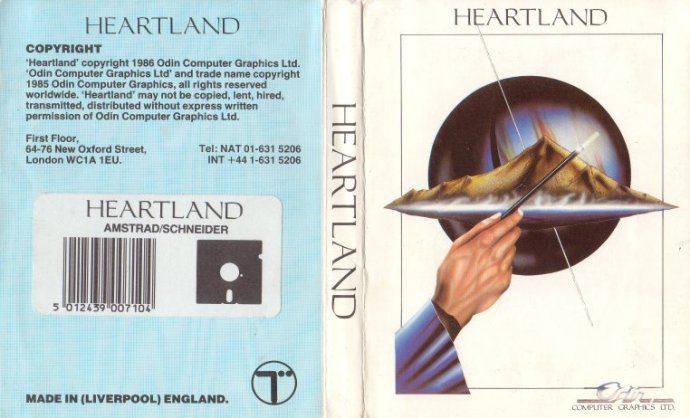 HEARTLAND
COPYRIGHT
'Heartland' copyright 1986 Odin Computer Graphics Ltd.
'Odin Computer Graphics Ltd' and trade name copyright
1985 Odin Computer Graphics, all rights reserved
worldwide. 'Heartland' may not be copied, lent, hired,
transmitted, distributed without express written
permission of Odin Computer Graphics Ltd.
First Floor,
64-76 New Oxford Street,
London WC1A 1EU.
Tel: NAT 01-631 5206
INT +44 1-631 5206
HEARTLAND
AMSTRAD/SCHNEIDER
5 012439 007104
MADE IN (LIVERPOOL) ENGLAND.
HEARTLAND
HEARTLAND
Odin
COMPUTER GRAPHICS LTD.